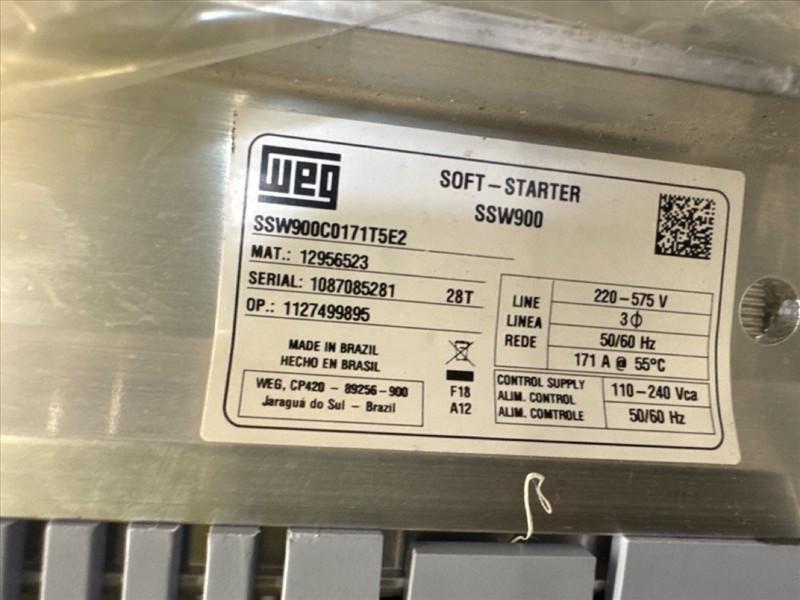 weg
SOFT-STARTER
SSW900
SSW900C0171T5E2
MAT.: 12956523
SERIAL: 1087085281 28T
OP.: 1127499895
MADE IN BRAZIL
HECHO EN BRASIL
WEG, CP420 - 89256-900
Jaraguá do Sul - Brazil
F18
A12
LINE
LINEA
REDE
220-575 V
3ϕ
50/60 Hz
171 A @ 55°C
CONTROL SUPPLY
ALIM. CONTROL
ALIM. COMTROLE
110-240 Vca
50/60 Hz